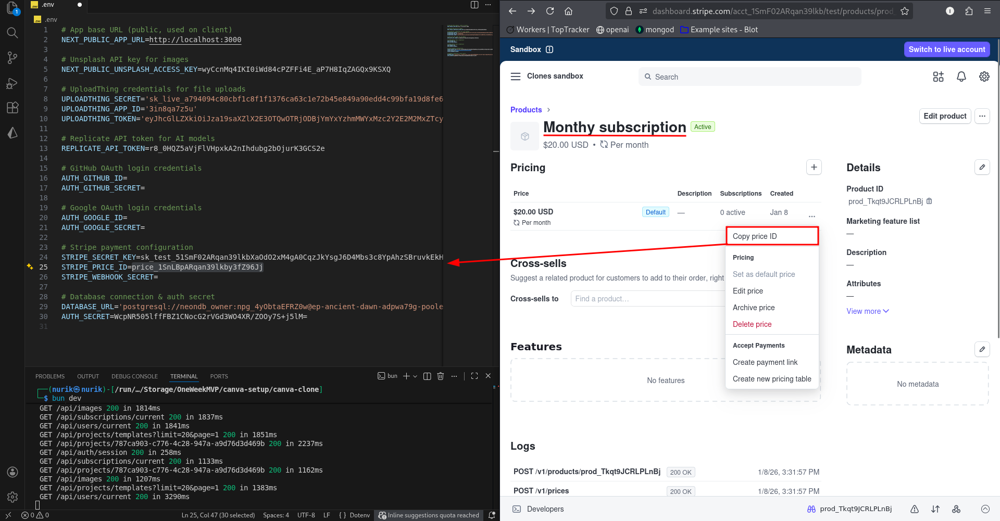 .env
1
.env
1 # App base URL (public, used on client)
2 NEXT_PUBLIC_APP_URL=http://localhost:3000
3
4 # Unsplash API key for images
5 NEXT_PUBLIC_UNSPLASH_ACCESS_KEY=wyCcnMq4IKI0iWd84cPZFFi4E_aP7H8IqZAGQx9KSXQ
6
7 # UploadThing credentials for file uploads
8 UPLOADTHING_SECRET='sk_live_a794094c80cbf1c8f1f1376ca63c1e72b45e849a90edd4c99bfa19d8fe6
9 UPLOADTHING_APP_ID='3in8qa7z5u'
10 UPLOADTHING_TOKEN='eyJhcGlLZXkiOiJza19saXZlX2E3OTQwOTRjODBjYmYxYzhmMWYxMzc2Y2E2M2MxZTcy
11
12 # Replicate API token for AI models
13 REPLICATE_API_TOKEN=r8_0HQZ5aVjFlVHpxkA2nIhdubg2bOjurK3GCS2e
14
15 # GitHub OAuth login credentials
16 AUTH_GITHUB_ID=
17 AUTH_GITHUB_SECRET=
18
19 # Google OAuth login credentials
20 AUTH_GOOGLE_ID=
21 AUTH_GOOGLE_SECRET=
22
23 # Stripe payment configuration
24 STRIPE_SECRET_KEY=sk_test_51SmF02ARqan39lkbXaOdO2xM4gA0CqzJkYsgJ6D4Mbs3c8YpAhzSBruvkEkH
25 STRIPE_PRICE_ID=price_1SnLBpARqan39lkby3fZ96Jj
26 STRIPE_WEBHOOK_SECRET=
27
28 # Database connection & auth secret
29 DATABASE_URL='postgresql://neondb_owner:npg_4yObtaEFRZ0w@ep-ancient-dawn-adpwa79g-poole
30 AUTH_SECRET=WcpNR505lffFBZ1CNocG2rVGd3WO4XR/ZOOy7S+j5lM=
31
PROBLEMS OUTPUT DEBUG CONSOLE TERMINAL PORTS bun
(nurik㉿nurik)-[/run/…/Storage/OneWeekMVP/canva-setup/canva-clone]
$ bun dev
GET /api/images 200 in 1814ms
GET /api/subscriptions/current 200 in 1837ms
GET /api/users/current 200 in 1841ms
GET /api/projects/templates?limit=20&page=1 200 in 1851ms
GET /api/projects/787ca903-c776-4c28-947a-a9d76d3d469b 200 in 2237ms
GET /api/auth/session 200 in 258ms
GET /api/subscriptions/current 200 in 1133ms
GET /api/projects/787ca903-c776-4c28-947a-a9d76d3d469b 200 in 1162ms
GET /api/images 200 in 1207ms
GET /api/projects/templates?limit=20&page=1 200 in 1383ms
GET /api/users/current 200 in 3290ms
0 0 Ln 25, Col 47 (30 selected) Spaces: 4 UTF-8 LF { } Dotenv Inline suggestions quota reached
dashboard.stripe.com/acct_1SmF02ARqan39lkb/test/products/prod_
Workers | TopTracker openai mongod Example sites - Blot
Sandbox Switch to live account
Clones sandbox Search
Products
Monthy subscription Active
$20.00 USD • Per month
Edit product
Pricing
Price Description Subscriptions Created
$20.00 USD Default — 0 active Jan 8
Per month
Copy price ID
Pricing
Set as default price
Edit price
Archive price
Delete price
Accept Payments
Create payment link
Create new pricing table
Cross-sells
Suggest a related product for customers to add to their order, right
Cross-sells to Find a product…
Features
No features
Logs
POST /v1/products/prod_Tkqt9JCRLPLnBj 200 OK 1/8/26, 3:31:57 PM
POST /v1/prices 200 OK 1/8/26, 3:31:57 PM
Details
Product ID
prod_Tkqt9JCRLPLnBj
Marketing feature list
—
Description
—
Attributes
—
View more
Metadata
No metadata
Developers prod_Tkqt9JCRLPLnBj